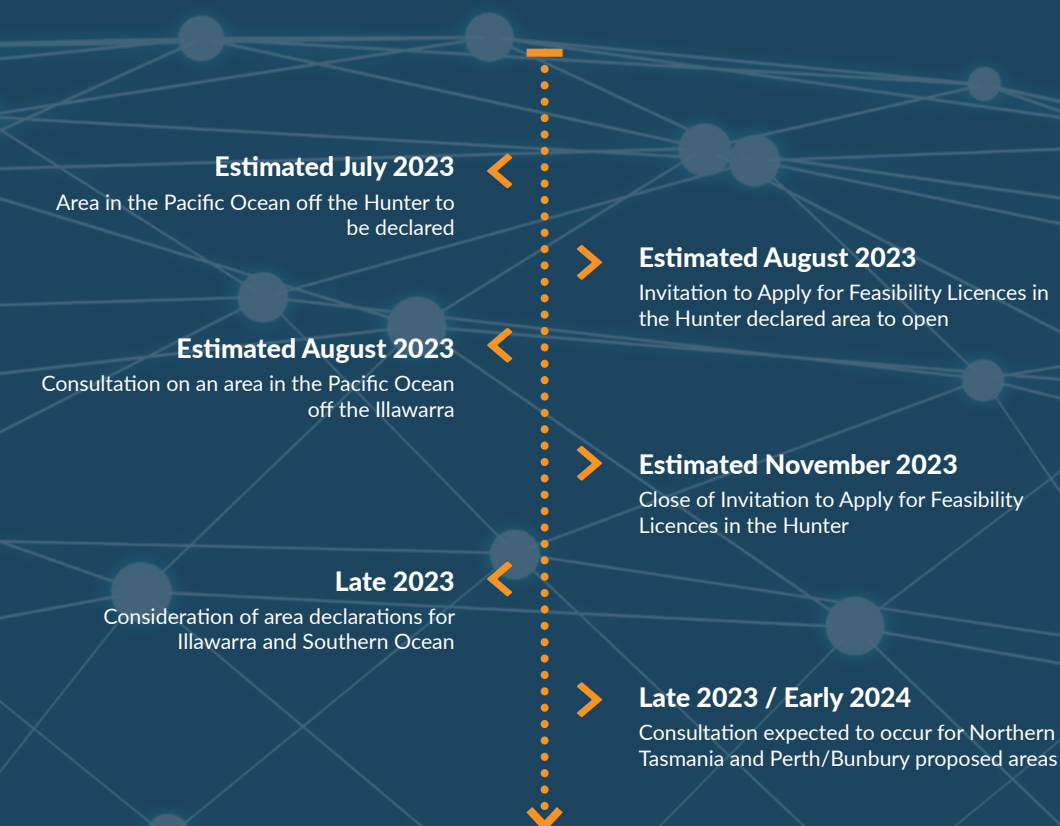 Estimated July 2023
Area in the Pacific Ocean off the Hunter to
be declared
Estimated August 2023
Invitation to Apply for Feasibility Licences in
the Hunter declared area to open
Estimated August 2023
Consultation on an area in the Pacific Ocean
off the Illawarra
Estimated November 2023
Close of Invitation to Apply for Feasibility
Licences in the Hunter
Late 2023
Consideration of area declarations for
Illawarra and Southern Ocean
Late 2023 / Early 2024
Consultation expected to occur for Northern
Tasmania and Perth/Bunbury proposed areas